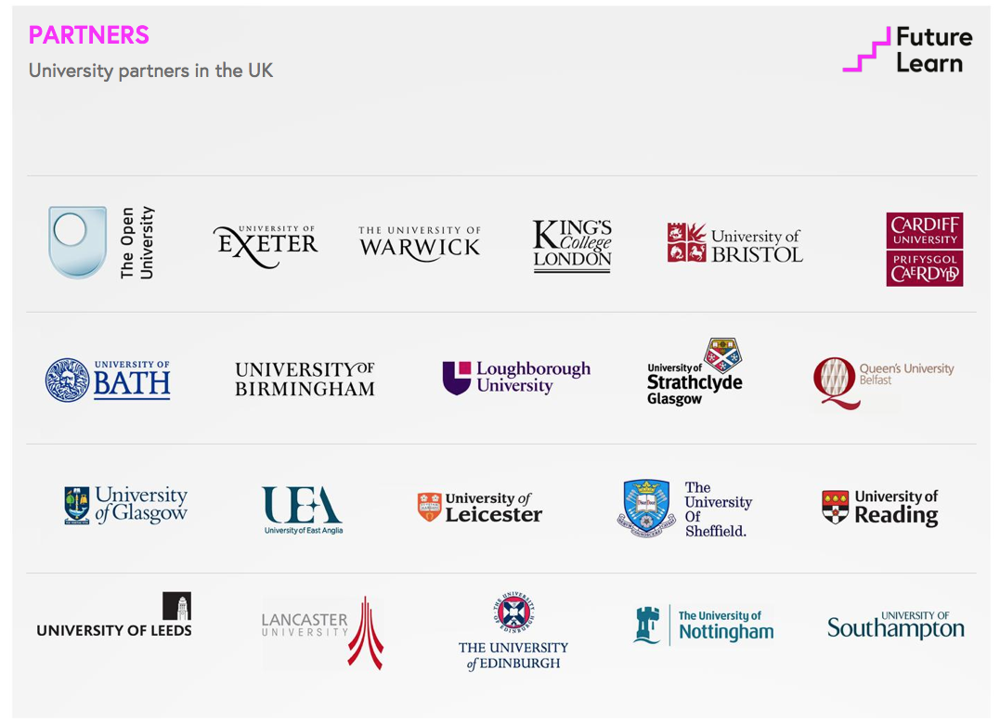 PARTNERS
University partners in the UK
Future
Learn
The Open
University
UNIVERSITY OF
EXETER
THE UNIVERSITY OF
WARWICK
KING'S
College
LONDON
University of
BRISTOL
CARDIFF
UNIVERSITY
PRIFYSGOL
CAERDYDD
UNIVERSITY OF
BATH
UNIVERSITY OF
BIRMINGHAM
Loughborough
University
University of
Strathclyde
Glasgow
Queen's University
Belfast
University
of Glasgow
UEA
University of East Anglia
University of
Leicester
The
University
Of
Sheffield.
University of
Reading
UNIVERSITY OF LEEDS
LANCASTER
UNIVERSITY
THE UNIVERSITY OF EDINBURGH
THE UNIVERSITY
of EDINBURGH
The University of
Nottingham
UNIVERSITY OF
Southampton